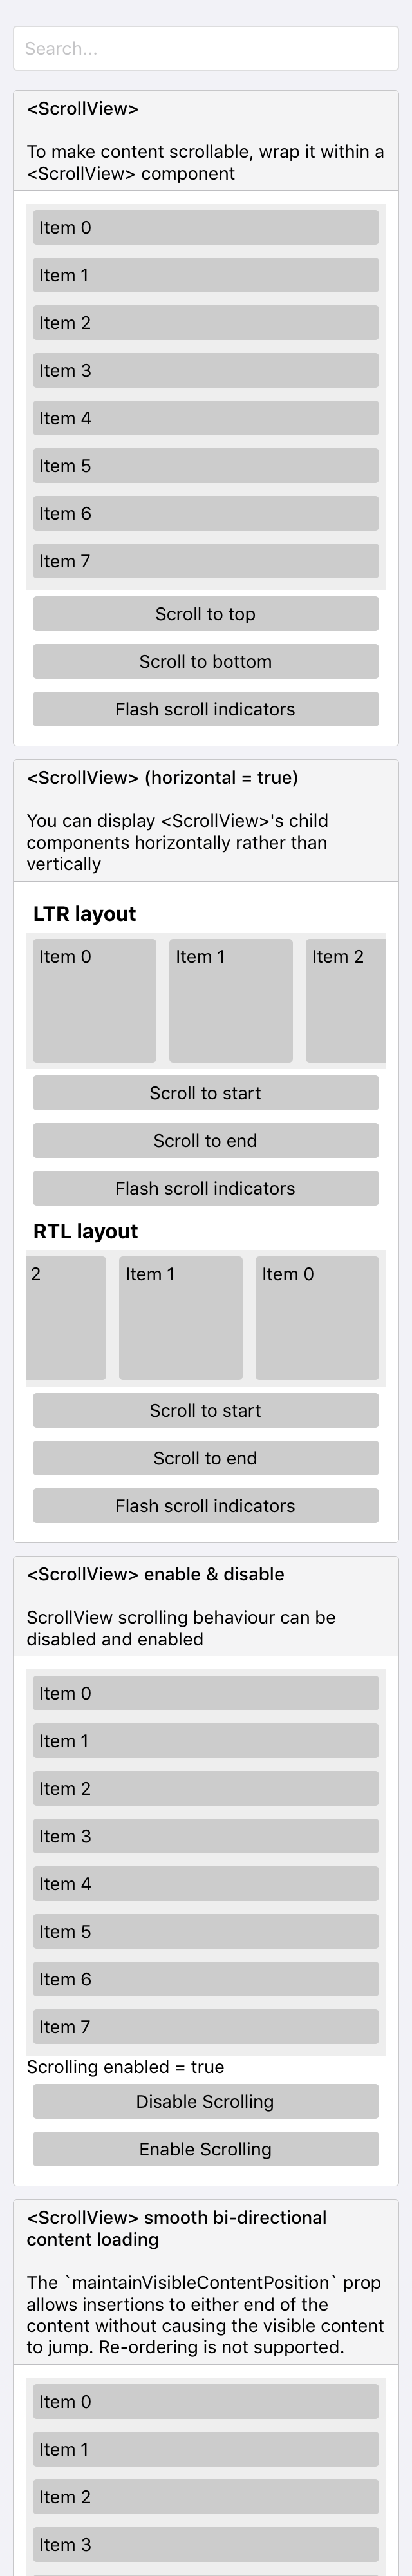 Search...
<ScrollView>
To make content scrollable, wrap it within a
<ScrollView> component
Item 0
Item 1
Item 2
Item 3
Item 4
Item 5
Item 6
Item 7
Scroll to top
Scroll to bottom
Flash scroll indicators
<ScrollView> (horizontal = true)
You can display <ScrollView>'s child
components horizontally rather than
vertically
LTR layout
Item 0 Item 1 Item 2
Scroll to start
Scroll to end
Flash scroll indicators
RTL layout
2 Item 1 Item 0
Scroll to start
Scroll to end
Flash scroll indicators
<ScrollView> enable & disable
ScrollView scrolling behaviour can be
disabled and enabled
Item 0
Item 1
Item 2
Item 3
Item 4
Item 5
Item 6
Item 7
Scrolling enabled = true
Disable Scrolling
Enable Scrolling
<ScrollView> smooth bi-directional
content loading
The `maintainVisibleContentPosition` prop
allows insertions to either end of the
content without causing the visible content
to jump. Re-ordering is not supported.
Item 0
Item 1
Item 2
Item 3